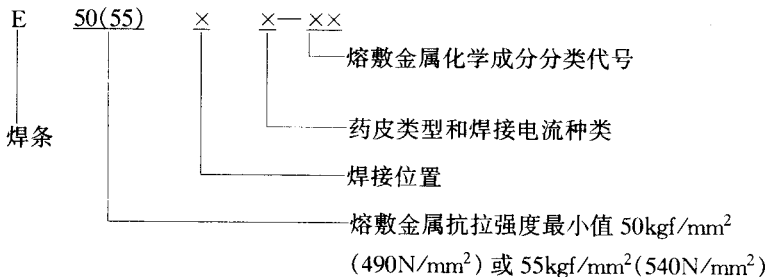 E 50(55) × ×—××
熔敷金属化学成分分类代号
药皮类型和焊接电流种类
焊条
焊接位置
熔敷金属抗拉强度最小值 50kgf/mm²
(490N/mm²) 或 55kgf/mm²(540N/mm²)